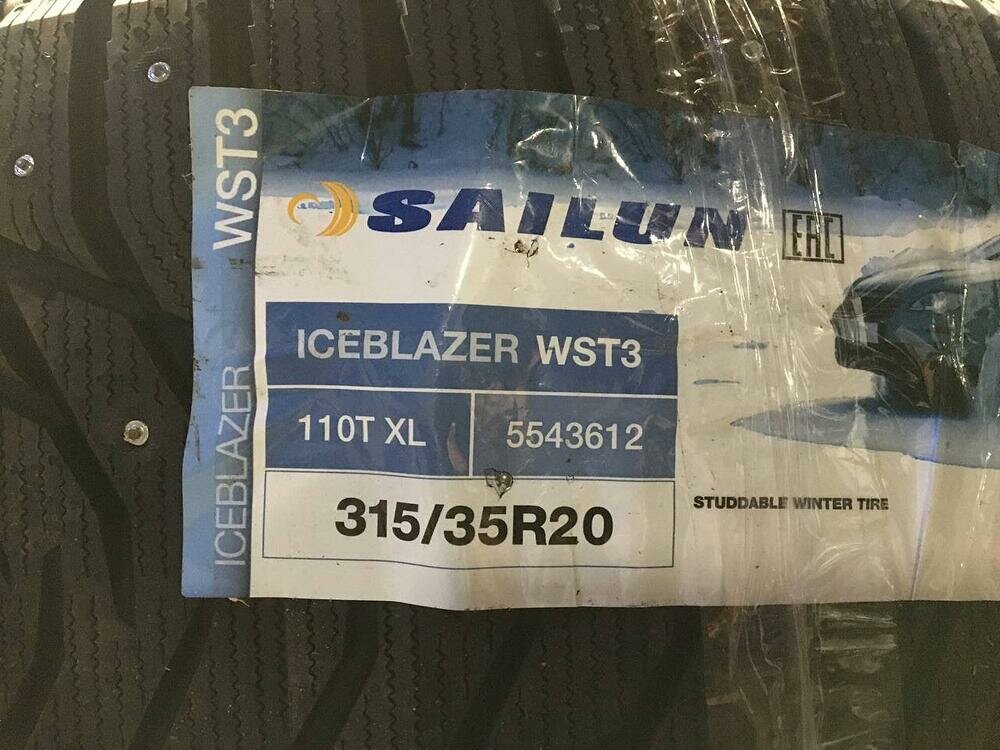 ICEBLAZER WST3
SAILUN
EAC
ICEBLAZER WST3
110T XL
5543612
315/35R20
STUDDABLE WINTER TIRE